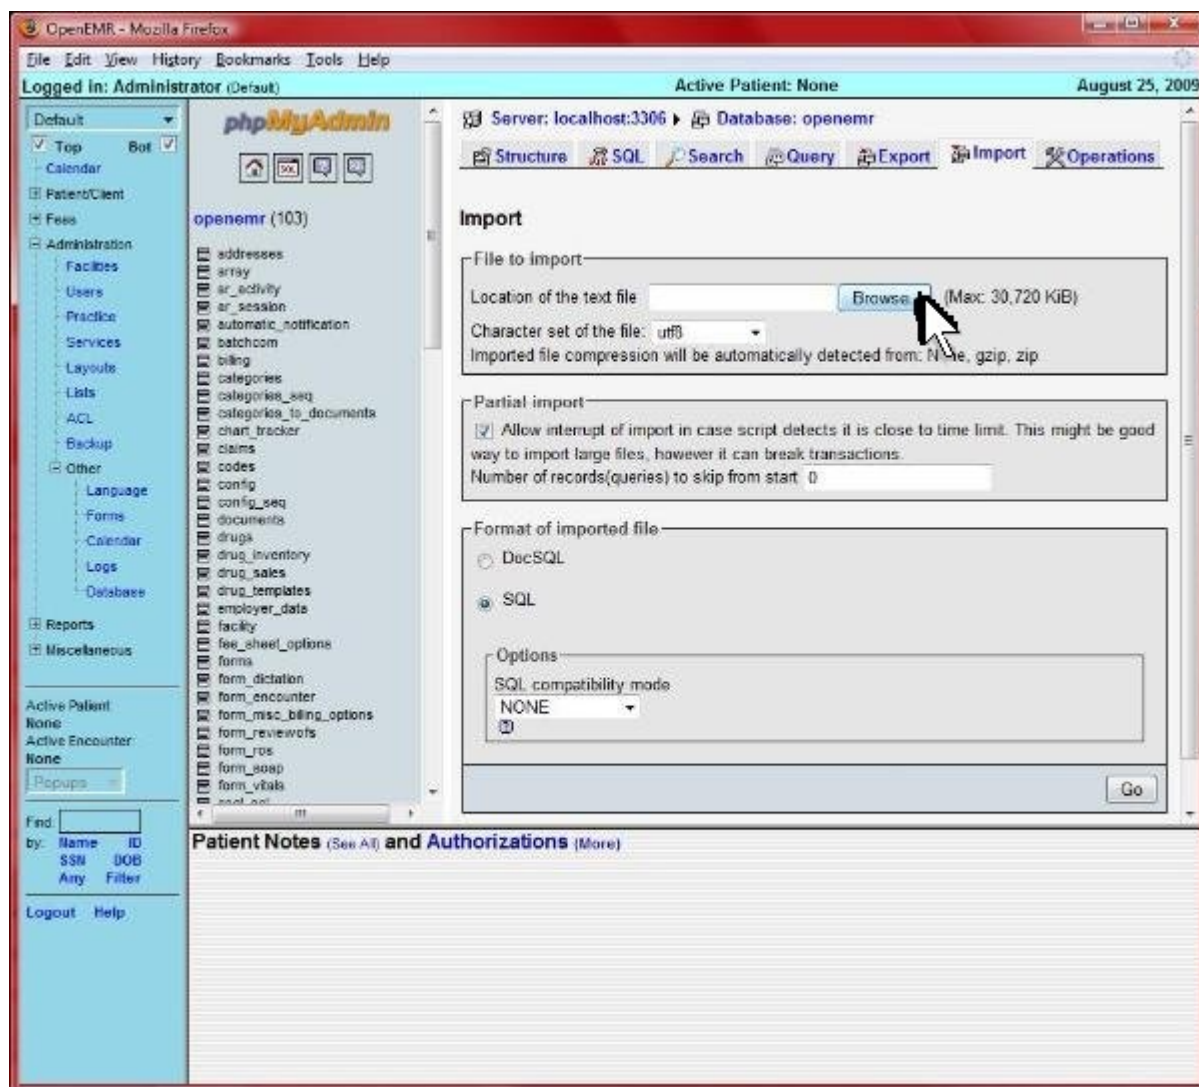 OpenEMR - Mozilla Firefox
File Edit View History Bookmarks Tools Help
Logged in: Administrator (Default) Active Patient: None August 25, 2009
Default
Top Bot
Calendar
Patient/Client
Fees
Administration
Facilities
Users
Practice
Services
Layouts
Lists
ACL
Backup
Other
Language
Forms
Calendar
Logs
Database
Reports
Miscellaneous
Active Patient
None
Active Encounter
None
Popups
Find
by: Name ID
SSN DOB
Any Filter
Logout Help
phpMyAdmin
SQL
openemr (103)
addresses
array
ar_activity
ar_session
automatic_notification
batchcom
billing
categories
categories_seq
categories_to_documents
chart_tracker
claims
codes
config
config_seq
documents
drugs
drug_inventory
drug_sales
drug_templates
employer_data
facility
fee_sheet_options
forms
form_dictation
form_encounter
form_misc_billing_options
form_reviewofs
form_ros
form_soap
form_vitals
Server: localhost:3306 Database: openemr
Structure SQL Search Query Export Import Operations
Import
File to import
Location of the text file Browse... (Max: 30,720 KiB)
Character set of the file: utf8
Imported file compression will be automatically detected from: None, gzip, zip
Partial import
Allow interrupt of import in case script detects it is close to time limit. This might be good
way to import large files, however it can break transactions.
Number of records(queries) to skip from start 0
Format of imported file
DocSQL
SQL
Options
SQL compatibility mode
NONE
Go
Patient Notes (See All) and Authorizations (More)